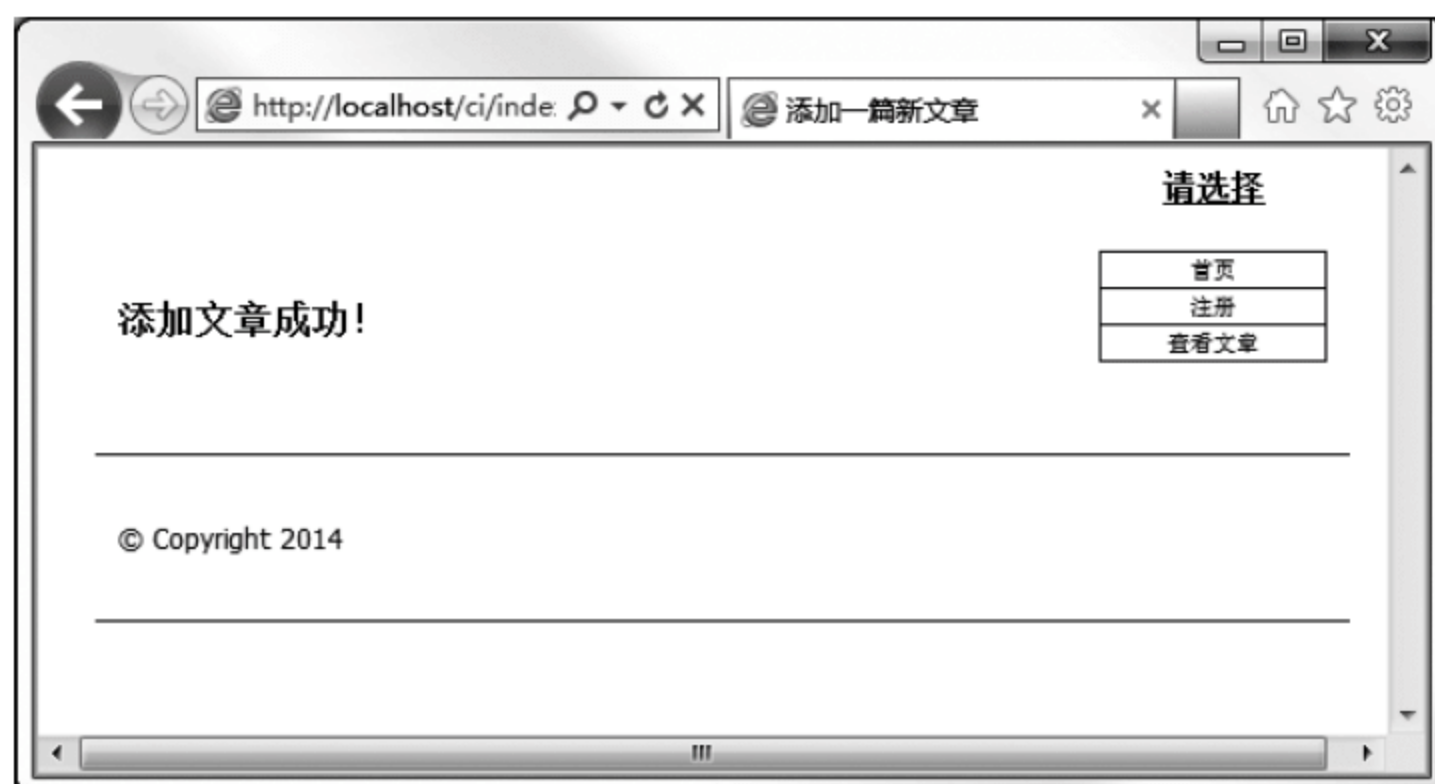 http://localhost/ci/inde
添加一篇新文章
请选择
首页
注册
查看文章
添加文章成功！
© Copyright 2014